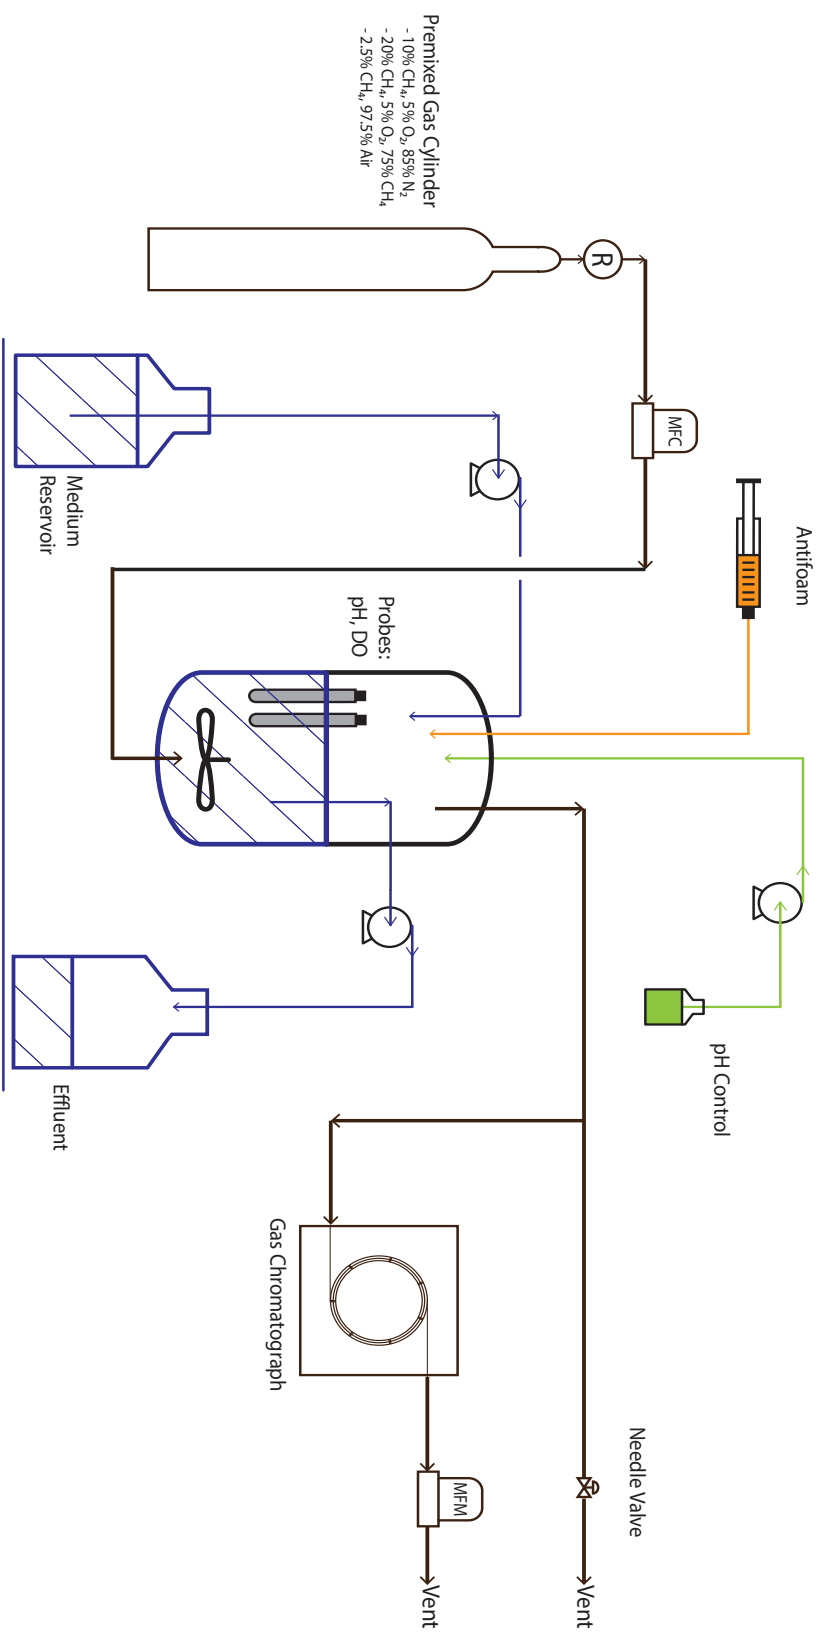 Premixed Gas Cylinder
- 10% CH₄, 5% O₂, 85% N₂
- 20% CH₄, 5% O₂, 75% CH₄
- 2.5% CH₄, 97.5% Air
R
MFC
Antifoam
Medium
Reservoir
Probes:
pH, DO
pH Control
Effluent
Gas Chromatograph
Needle Valve
MFM
Vent
Vent